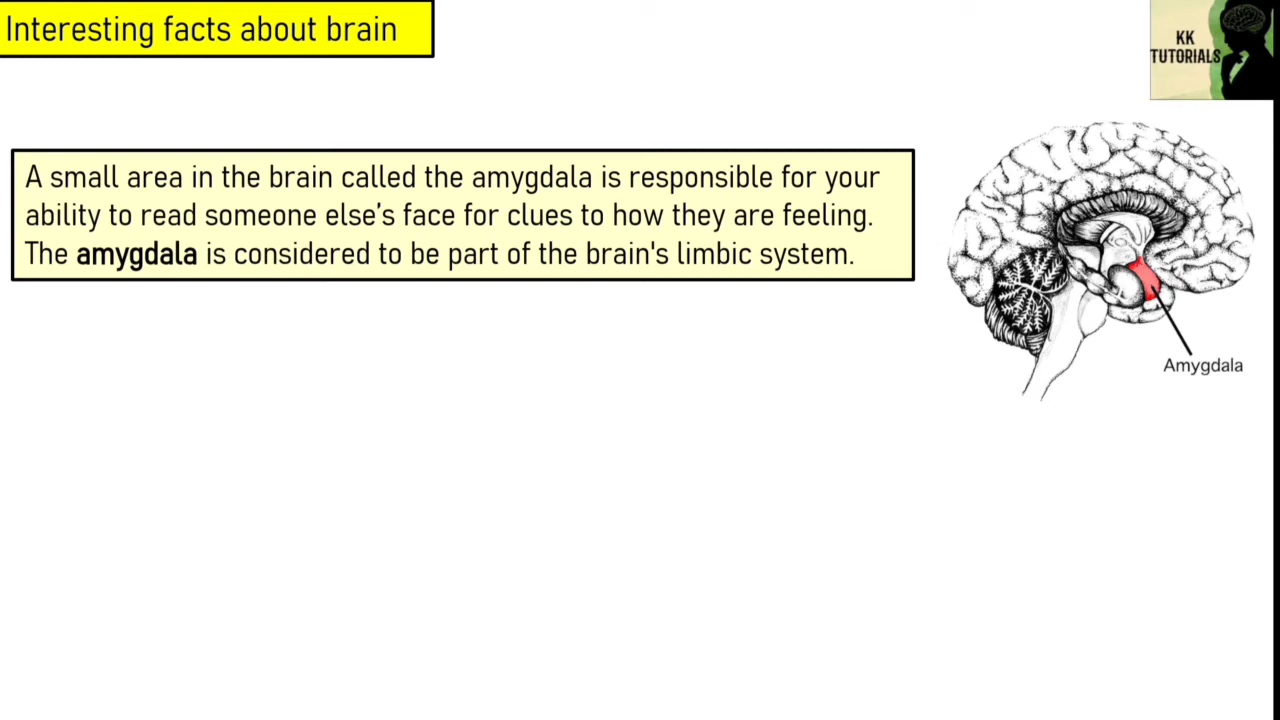 Interesting facts about brain
KK
TUTORIALS
A small area in the brain called the amygdala is responsible for your
ability to read someone else's face for clues to how they are feeling.
The amygdala is considered to be part of the brain's limbic system.
Amygdala